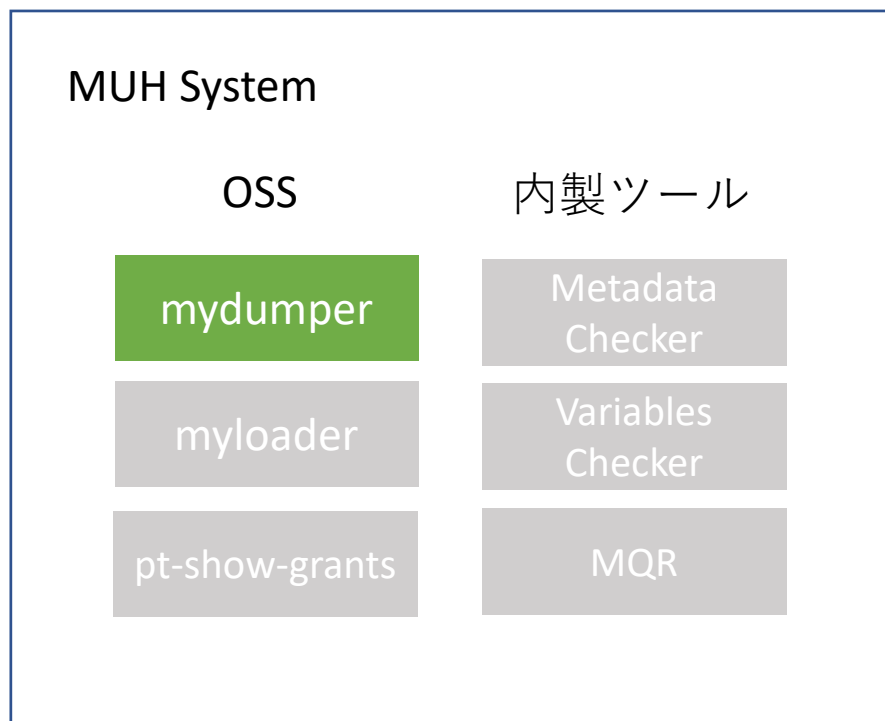 MUH System
OSS
mydumper
myloader
pt-show-grants
内製ツール
Metadata
Checker
Variables
Checker
MQR